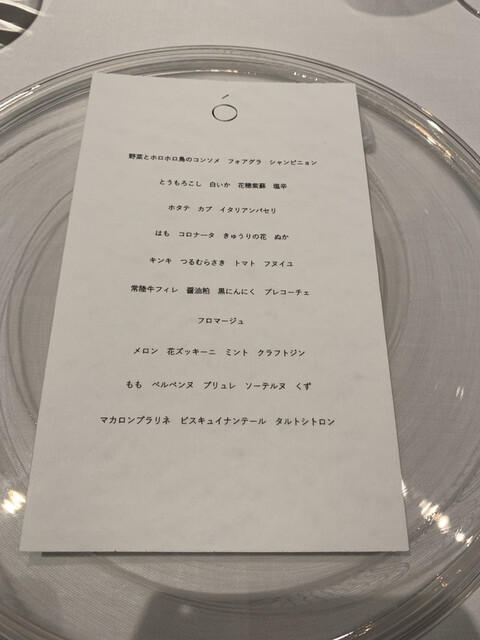 Ó
野菜とホロホロ鳥のコンソメ　フォアグラ　シャンピニョン
とうもろこし　白いか　花穂紫蘇　塩辛
ホタテ　カブ　イタリアンパセリ
はも　コロナータ　きゅうりの花　ぬか
キンキ　つるむらさき　トマト　フヌイユ
常陸牛フィレ　醤油粕　黒にんにく　プレコーチェ
フロマージュ
メロン　花ズッキーニ　ミント　クラフトジン
もも　ベルベンヌ　ブリュレ　ソーテルヌ　くず
マカロンプラリネ　ビスキュイナンテール　タルトシトロン